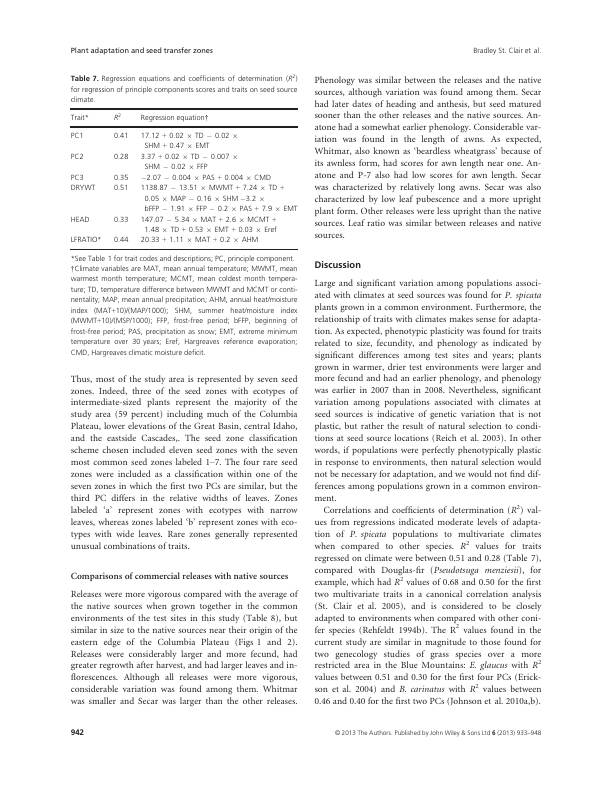 Plant adaptation and seed transfer zones
Bradley St. Clair et al.
Table 7. Regression equations and coefficients of determination (R²)
for regression of principle components scores and traits on seed source
climate.
Trait* R² Regression equation†
PC1 0.41 17.12 + 0.02 × TD − 0.02 ×
SHM + 0.47 × EMT
PC2 0.28 3.37 + 0.02 × TD − 0.007 ×
SHM − 0.02 × FFP
PC3 0.35 −2.07 − 0.004 × PAS + 0.004 × CMD
DRYWT 0.51 1138.87 − 13.51 × MWMT + 7.24 × TD +
0.05 × MAP − 0.16 × SHM −3.2 ×
bFFP − 1.91 × FFP − 0.2 × PAS + 7.9 × EMT
HEAD 0.33 147.07 − 5.34 × MAT + 2.6 × MCMT +
1.48 × TD + 0.53 × EMT + 0.03 × Eref
LFRATIO* 0.44 20.33 + 1.11 × MAT + 0.2 × AHM
*See Table 1 for trait codes and descriptions; PC, principle component.
†Climate variables are MAT, mean annual temperature; MWMT, mean
warmest month temperature; MCMT, mean coldest month tempera-
ture; TD, temperature difference between MWMT and MCMT or conti-
nentality; MAP, mean annual precipitation; AHM, annual heat/moisture
index (MAT+10)/(MAP/1000); SHM, summer heat/moisture index
(MWMT+10)/(MSP/1000); FFP, frost-free period; bFFP, beginning of
frost-free period; PAS, precipitation as snow; EMT, extreme minimum
temperature over 30 years; Eref, Hargreaves reference evaporation;
CMD, Hargreaves climatic moisture deficit.
Thus, most of the study area is represented by seven seed
zones. Indeed, three of the seed zones with ecotypes of
intermediate-sized plants represent the majority of the
study area (59 percent) including much of the Columbia
Plateau, lower elevations of the Great Basin, central Idaho,
and the eastside Cascades,. The seed zone classification
scheme chosen included eleven seed zones with the seven
most common seed zones labeled 1–7. The four rare seed
zones were included as a classification within one of the
seven zones in which the first two PCs are similar, but the
third PC differs in the relative widths of leaves. Zones
labeled 'a' represent zones with ecotypes with narrow
leaves, whereas zones labeled 'b' represent zones with eco-
types with wide leaves. Rare zones generally represented
unusual combinations of traits.
Comparisons of commercial releases with native sources
Releases were more vigorous compared with the average of
the native sources when grown together in the common
environments of the test sites in this study (Table 8), but
similar in size to the native sources near their origin of the
eastern edge of the Columbia Plateau (Figs 1 and 2).
Releases were considerably larger and more fecund, and had
greater regrowth after harvest, and had larger leaves and in-
florescences. Although all releases were more vigorous,
considerable variation was found among them. Whitmar
was smaller and Secar was larger than the other releases.
Phenology was similar between the releases and the native
sources, although variation was found among them. Secar
had later dates of heading and anthesis, but seed matured
sooner than the other releases and the native sources. An-
atone had a somewhat earlier phenology. Considerable var-
iation was found in the length of awns. As expected,
Whitmar, also known as 'beardless wheatgrass' because of
its awnless form, had scores for awn length near one. An-
atone and P-7 also had low scores for awn length. Secar
was characterized by relatively long awns. Secar was also
characterized by low leaf pubescence and a more upright
plant form. Other releases were less upright than the native
sources. Leaf ratio was similar between releases and native
sources.
Discussion
Large and significant variation among populations associ-
ated with climates at seed sources was found for P. spicata
plants grown in a common environment. Furthermore, the
relationship of traits with climates makes sense for adapta-
tion. As expected, phenotypic plasticity was found for traits
related to size, fecundity, and phenology as indicated by
significant differences among test sites and years; plants
grown in warmer, drier test environments were larger and
more fecund and had an earlier phenology, and phenology
was earlier in 2007 than in 2008. Nevertheless, significant
variation among populations associated with climates at
seed sources is indicative of genetic variation that is not
plastic, but rather the result of natural selection to condi-
tions at seed source locations (Reich et al. 2003). In other
words, if populations were perfectly phenotypically plastic
in response to environments, then natural selection would
not be necessary for adaptation, and we would not find dif-
ferences among populations grown in a common environ-
ment.
Correlations and coefficients of determination (R²) val-
ues from regressions indicated moderate levels of adapta-
tion of P. spicata populations to multivariate climates
when compared to other species. R² values for traits
regressed on climate were between 0.51 and 0.28 (Table 7),
compared with Douglas-fir (Pseudotsuga menziesii), for
example, which had R² values of 0.68 and 0.50 for the first
two multivariate traits in a canonical correlation analysis
(St. Clair et al. 2005), and is considered to be closely
adapted to environments when compared with other coni-
fer species (Rehfeldt 1994b). The R² values found in the
current study are similar in magnitude to those found for
two genecology studies of grass species over a more
restricted area in the Blue Mountains: E. glaucus with R²
values between 0.51 and 0.30 for the first four PCs (Erick-
son et al. 2004) and B. carinatus with R² values between
0.46 and 0.40 for the first two PCs (Johnson et al. 2010a,b).
942
© 2013 The Authors. Published by John Wiley & Sons Ltd 6 (2013) 933–948